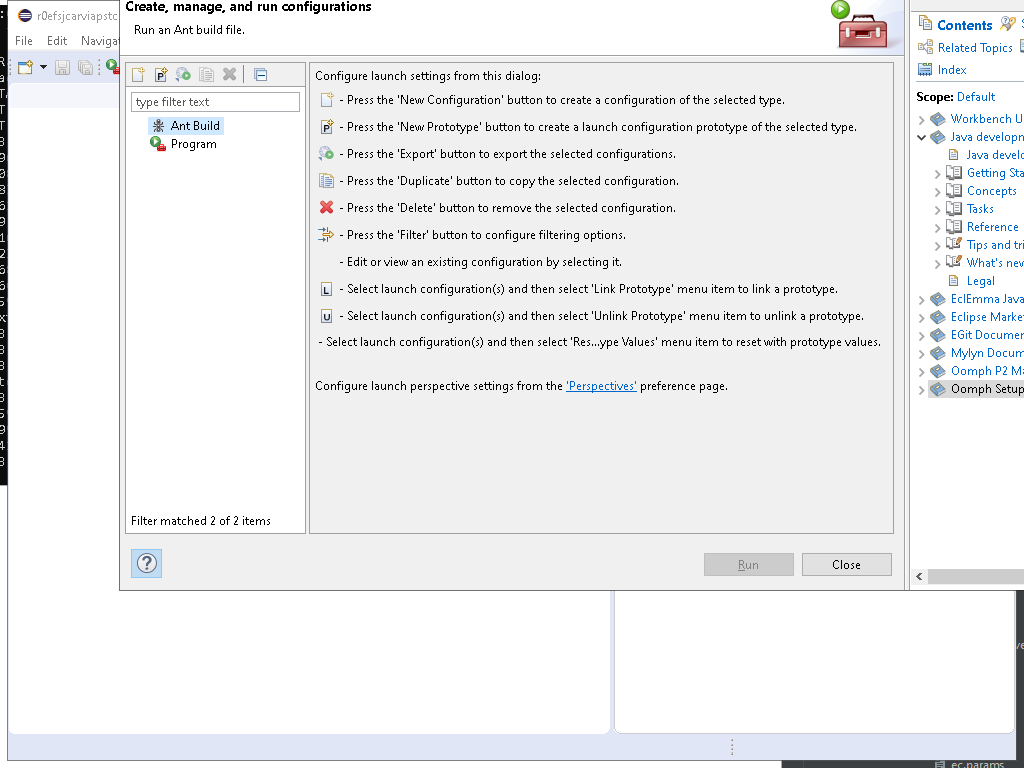 Create, manage, and run configurations
r0efsjcarviapstc
Run an Ant build file.
File Edit Navigat
type filter text
Ant Build
Program
Filter matched 2 of 2 items
Configure launch settings from this dialog:
- Press the 'New Configuration' button to create a configuration of the selected type.
- Press the 'New Prototype' button to create a launch configuration prototype of the selected type.
- Press the 'Export' button to export the selected configurations.
- Press the 'Duplicate' button to copy the selected configuration.
- Press the 'Delete' button to remove the selected configuration.
- Press the 'Filter' button to configure filtering options.
- Edit or view an existing configuration by selecting it.
- Select launch configuration(s) and then select 'Link Prototype' menu item to link a prototype.
- Select launch configuration(s) and then select 'Unlink Prototype' menu item to unlink a prototype.
- Select launch configuration(s) and then select 'Res...ype Values' menu item to reset with prototype values.
Configure launch perspective settings from the 'Perspectives' preference page.
Run Close
Contents
Related Topics
Index
Scope: Default
Workbench U
Java developm
Java develo
Getting Sta
Concepts
Tasks
Reference
Tips and tri
What's new
Legal
EclEmma Java
Eclipse Marke
EGit Documen
Mylyn Docum
Oomph P2 Ma
Oomph Setup
ec.params